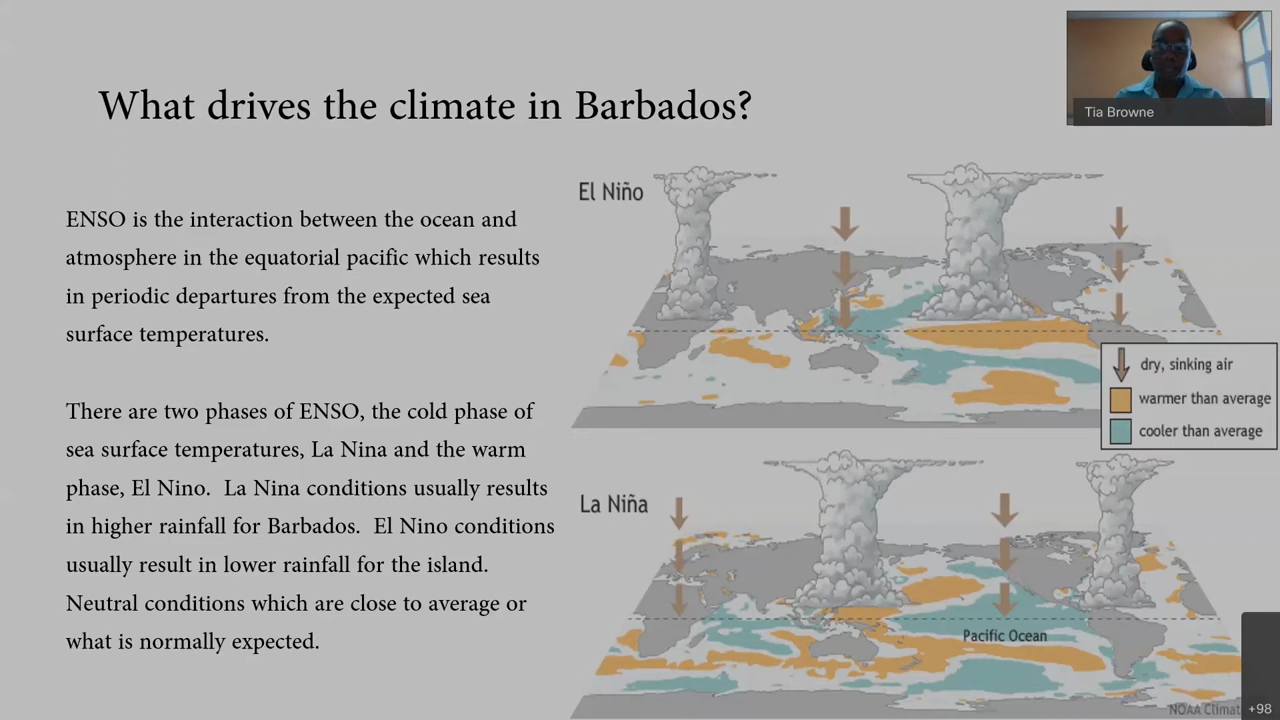 What drives the climate in Barbados?
Tia Browne
ENSO is the interaction between the ocean and
atmosphere in the equatorial pacific which results
in periodic departures from the expected sea
surface temperatures.
There are two phases of ENSO, the cold phase of
sea surface temperatures, La Nina and the warm
phase, El Nino.  La Nina conditions usually results
in higher rainfall for Barbados.  El Nino conditions
usually result in lower rainfall for the island.
Neutral conditions which are close to average or
what is normally expected.
El Niño
dry, sinking air
warmer than average
cooler than average
La Niña
Pacific Ocean
NOAA Climat
+98